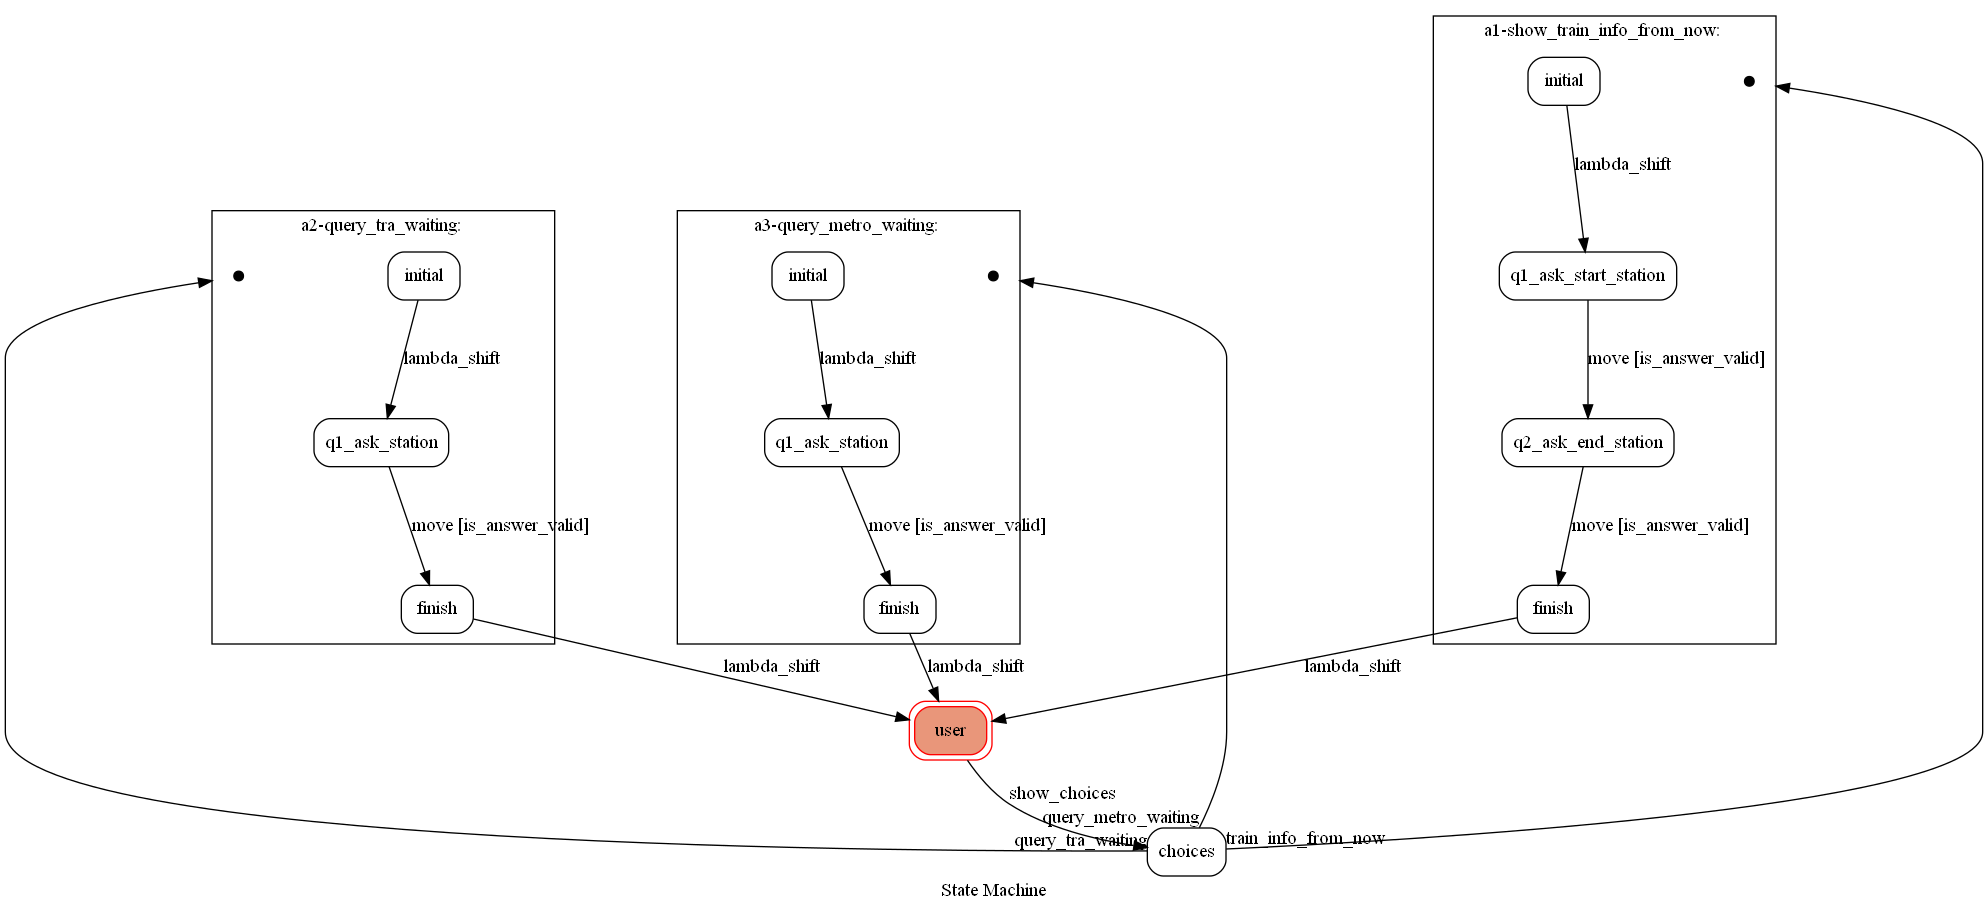 a1-show_train_info_from_now:
initial
lambda_shift
a2-query_tra_waiting:
a3-query_metro_waiting:
initial
initial
q1_ask_start_station
lambda_shift
lambda_shift
move [is_answer_valid]
q1_ask_station
q1_ask_station
q2_ask_end_station
move [is_answer_valid]
move [is_answer_valid]
move [is_answer_valid]
finish
finish
finish
lambda_shift
lambda_shift
lambda_shift
user
show_choices
query_metro_waiting
query_tra_waiting
train_info_from_now
choices
State Machine